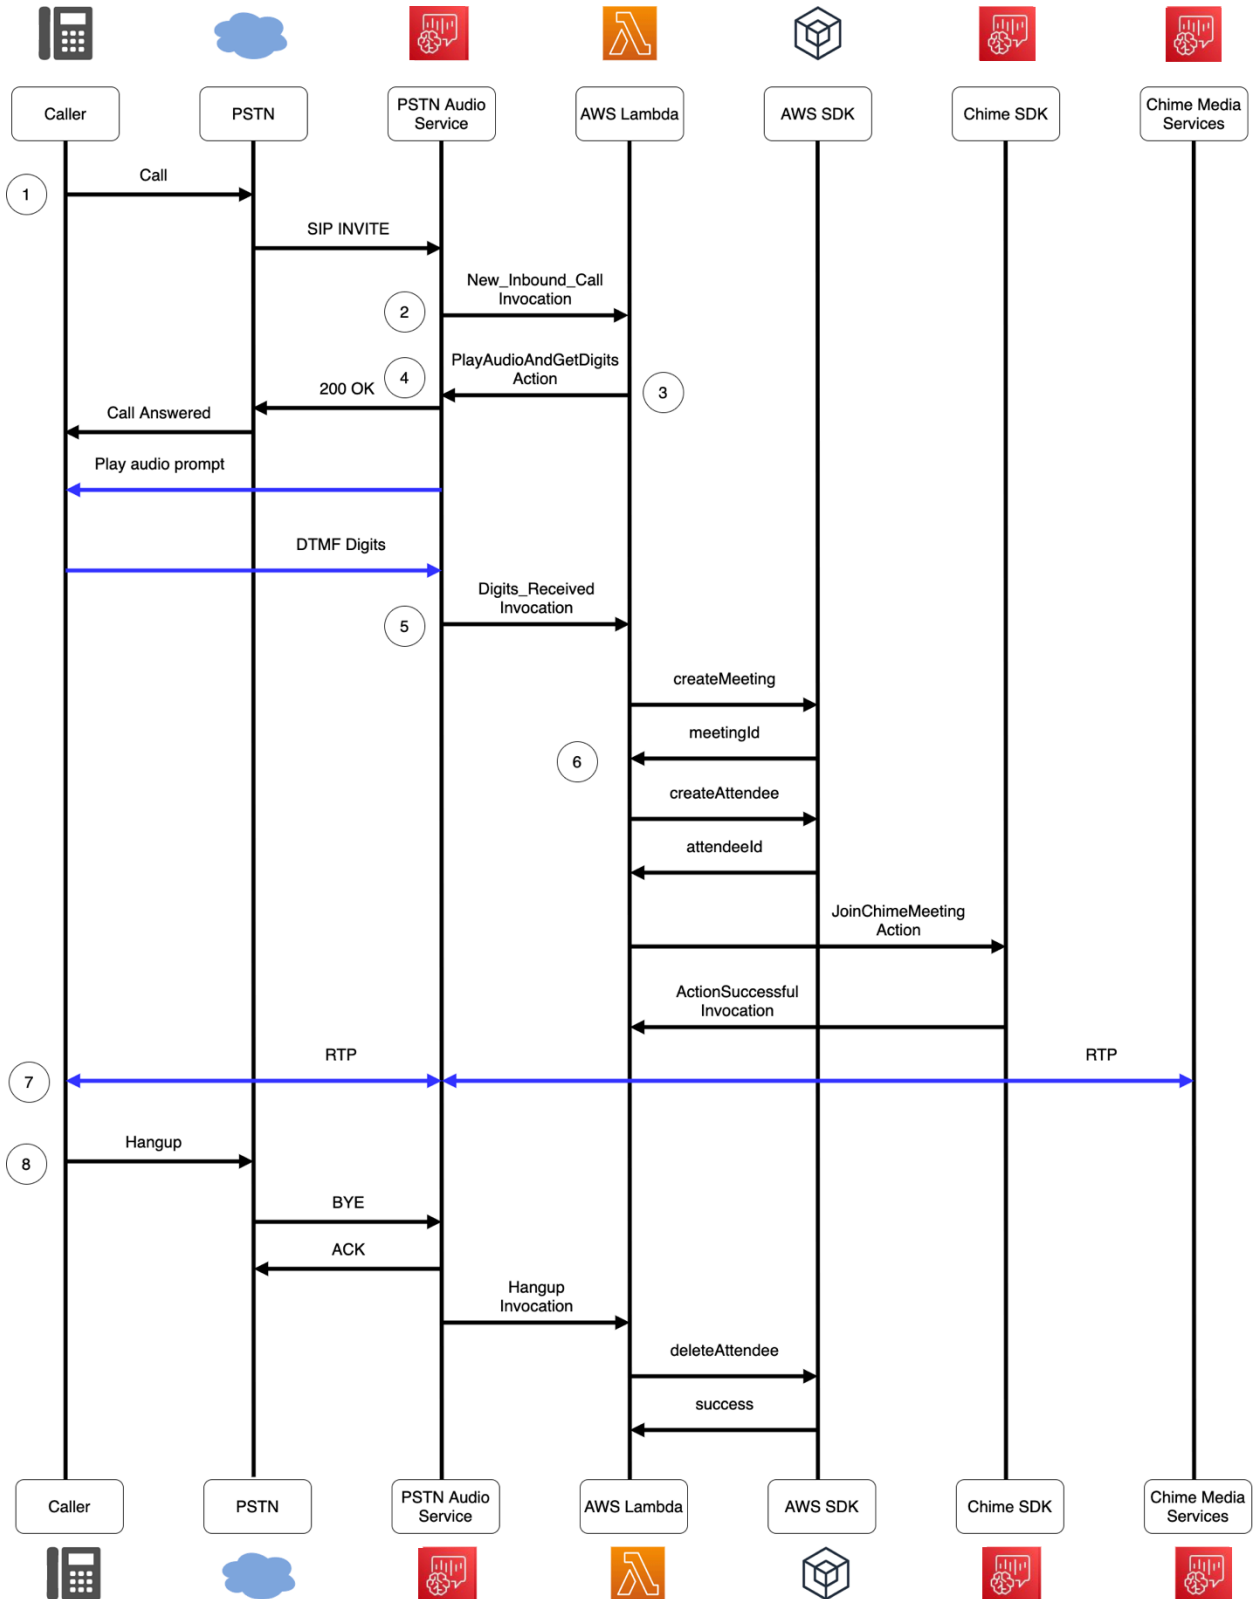 Caller
PSTN
PSTN Audio
Service
AWS Lambda
AWS SDK
Chime SDK
Chime Media
Services
1
Call
SIP INVITE
New_Inbound_Call
Invocation
2
PlayAudioAndGetDigits
Action
3
4
200 OK
Call Answered
Play audio prompt
DTMF Digits
Digits_Received
Invocation
5
createMeeting
meetingId
6
createAttendee
attendeeId
JoinChimeMeeting
Action
ActionSuccessful
Invocation
RTP
RTP
7
Hangup
8
BYE
ACK
Hangup
Invocation
deleteAttendee
success
Caller
PSTN
PSTN Audio
Service
AWS Lambda
AWS SDK
Chime SDK
Chime Media
Services